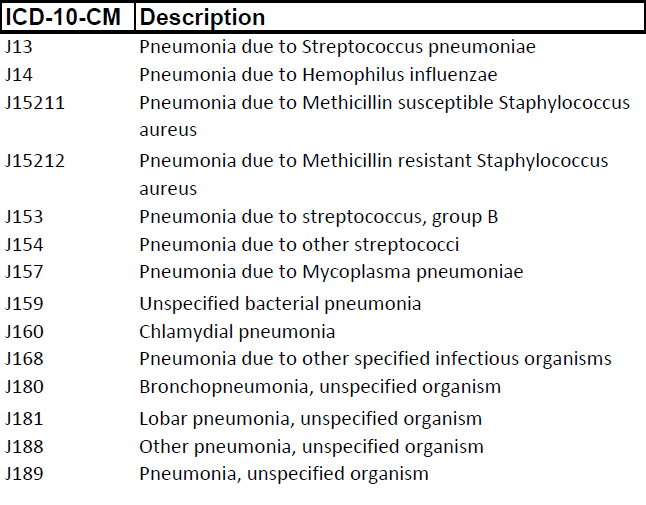 ICD-10-CM Description
J13 Pneumonia due to Streptococcus pneumoniae
J14 Pneumonia due to Hemophilus influenzae
J15211 Pneumonia due to Methicillin susceptible Staphylococcus
aureus
J15212 Pneumonia due to Methicillin resistant Staphylococcus
aureus
J153 Pneumonia due to streptococcus, group B
J154 Pneumonia due to other streptococci
J157 Pneumonia due to Mycoplasma pneumoniae
J159 Unspecified bacterial pneumonia
J160 Chlamydial pneumonia
J168 Pneumonia due to other specified infectious organisms
J180 Bronchopneumonia, unspecified organism
J181 Lobar pneumonia, unspecified organism
J188 Other pneumonia, unspecified organism
J189 Pneumonia, unspecified organism